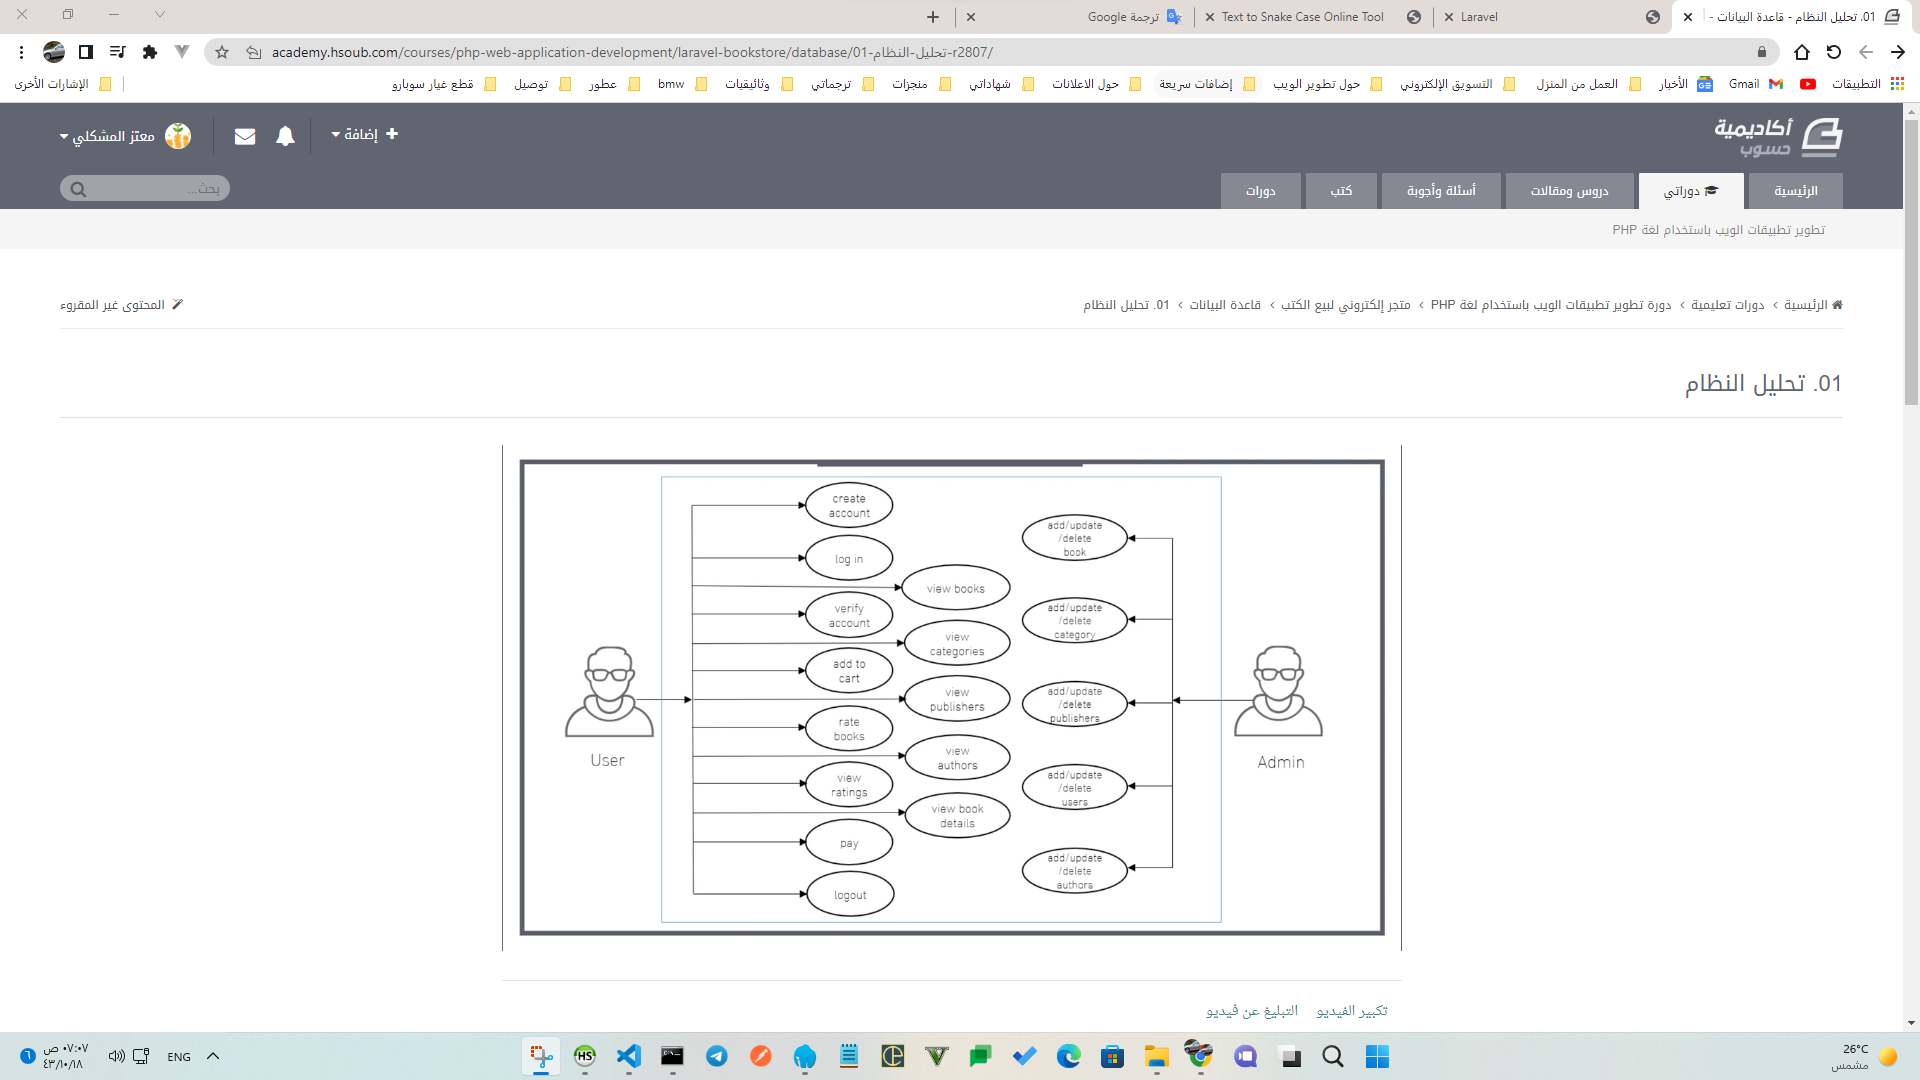 01. تحليل النظام - قاعدة البيانات -
Laravel
Text to Snake Case Online Tool
ترجمة Google
academy.hsoub.com/courses/php-web-application-development/laravel-bookstore/database/01-تحليل-النظام-r2807/
التطبيقات
Gmail
الأخبار
العمل من المنزل
التسويق الإلكتروني
حول تطوير الويب
إضافات سريعة
حول الاعلانات
شهاداتي
منجزات
ترجماتي
وثائيقيات
bmw
عطور
توصيل
قطع غيار سوبارو
الإشارات الأخرى
أكاديمية
حسوب
إضافة
معتز المشكلي
بحث...
الرئيسية
دوراتي
دروس ومقالات
أسئلة وأجوبة
كتب
دورات
تطوير تطبيقات الويب باستخدام لغة PHP
الرئيسية › دورات تعليمية › دورة تطوير تطبيقات الويب باستخدام لغة PHP › متجر إلكتروني لبيع الكتب › قاعدة البيانات › 01. تحليل النظام
المحتوى غير المقروء
01. تحليل النظام
create
account
log in
view books
verify
account
view
categories
add to
cart
view
publishers
rate
books
view
authors
view
ratings
view book
details
pay
logout
add/update
/delete
book
add/update
/delete
category
add/update
/delete
publishers
add/update
/delete
users
add/update
/delete
authors
User
Admin
تكبير الفيديو
التبليغ عن فيديو
٠٧:٠٧ ص
٤٣/١٠/١٨
٦
ENG
26°C
مشمس